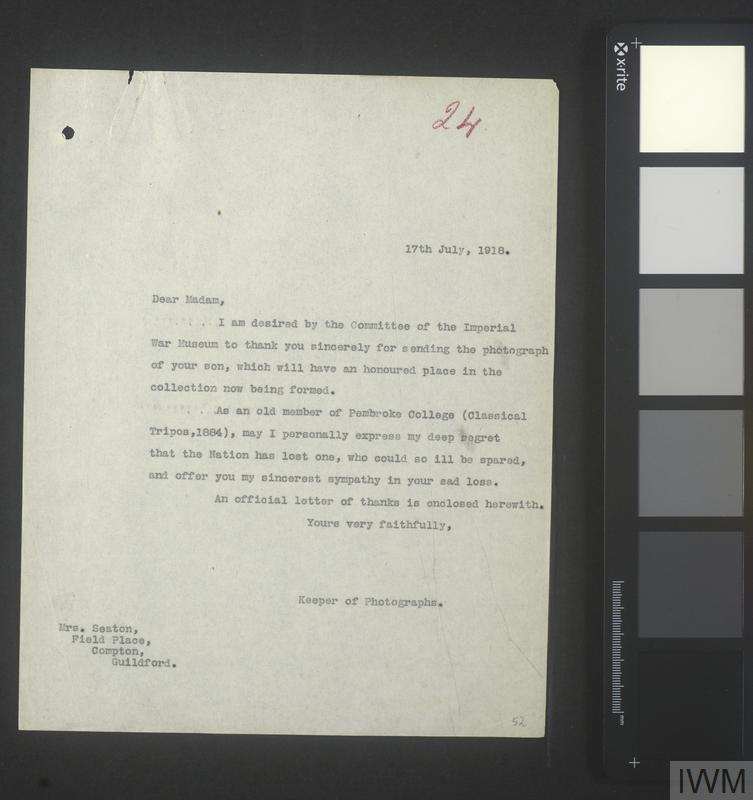 24
17th July, 1918.
Dear Madam,
I am desired by the Committee of the Imperial
War Museum to thank you sincerely for sending the photograph
of your son, which will have an honoured place in the
collection now being formed.
As an old member of Pembroke College (Classical
Tripos,1884), may I personally express my deep regret
that the Nation has lost one, who could so ill be spared,
and offer you my sincerest sympathy in your sad loss.
An official letter of thanks is enclosed herewith.
Yours very faithfully,
Keeper of Photographs.
Mrs. Seaton,
Field Place,
Compton,
Guildford.
52
x-rite
mm
IWM